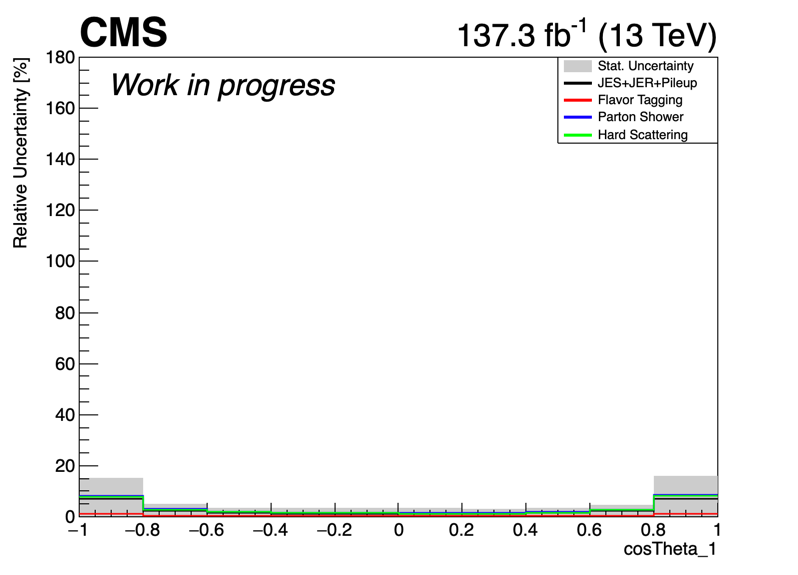 CMS 137.3 fb-1 (13 TeV)
Work in progress
Stat. Uncertainty
JES+JER+Pileup
Flavor Tagging
Parton Shower
Hard Scattering
Relative Uncertainty [%]
180
160
140
120
100
80
60
40
20
0
−1 −0.8 −0.6 −0.4 −0.2 0 0.2 0.4 0.6 0.8 1
cosTheta_1